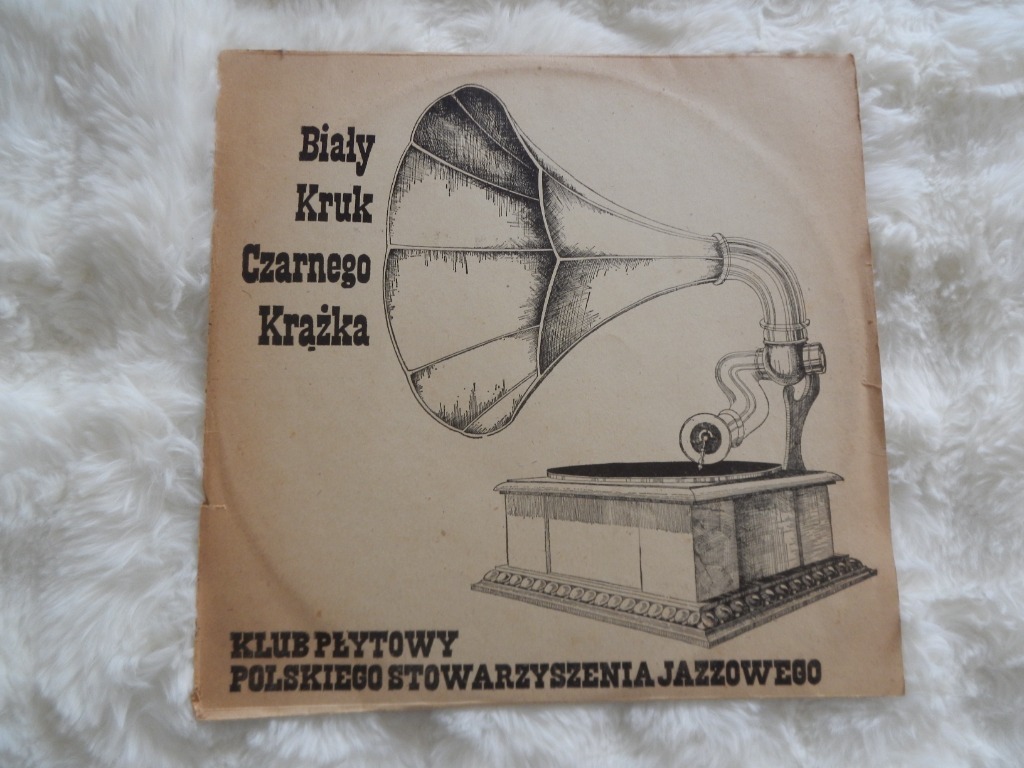 Biały
Kruk
Czarnego
Krążka
KLUB PŁYTOWY
POLSKIEGO STOWARZYSZENIA JAZZOWEGO